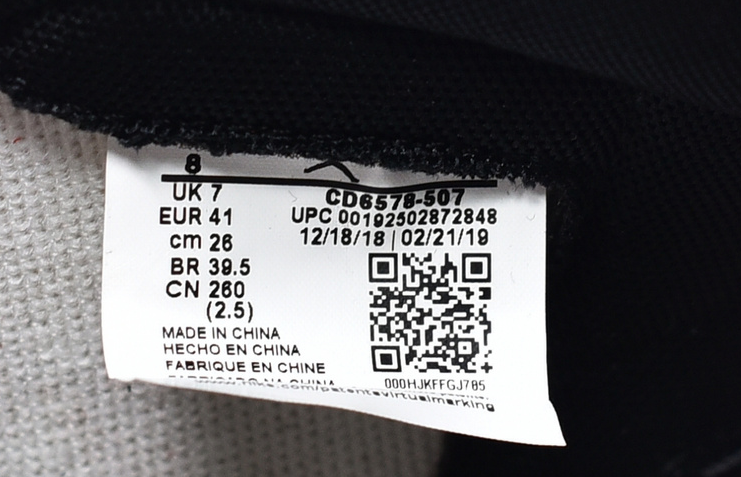 8
UK 7 CD6578-507
EUR 41 UPC 00192502872848
cm 26 12/18/18 | 02/21/19
BR 39.5
CN 260
(2.5)
MADE IN CHINA
HECHO EN CHINA
FABRIQUE EN CHINE
000HJKFFGJ785